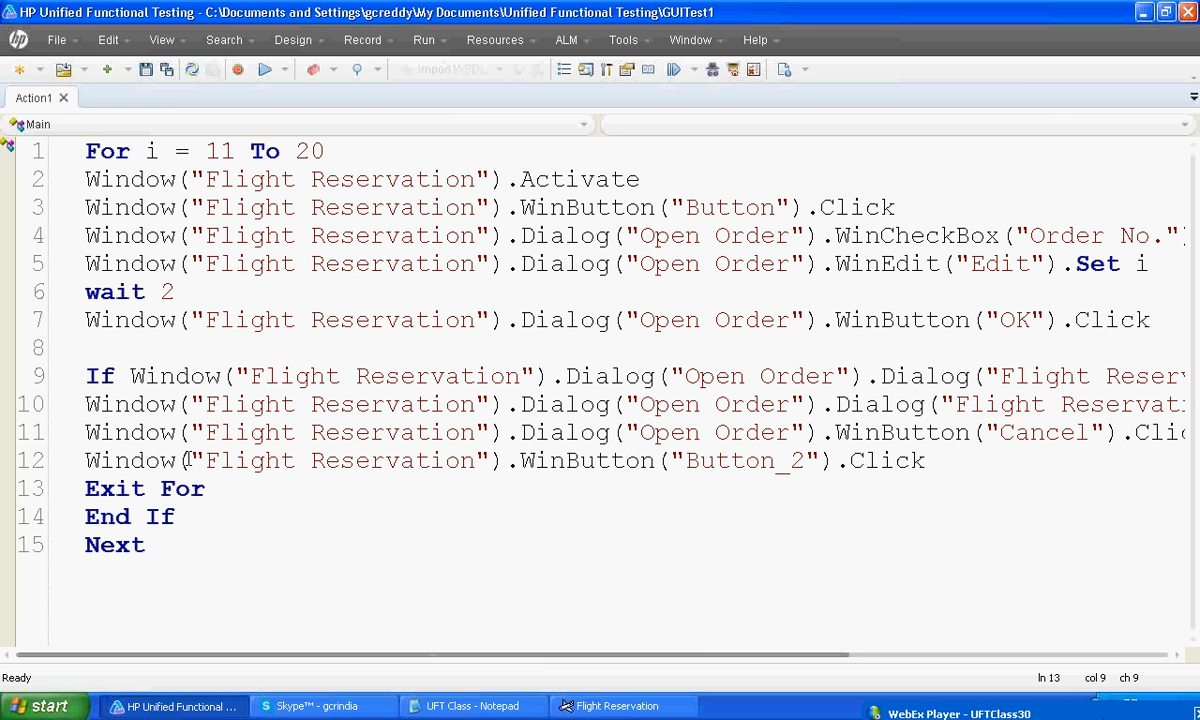 HP Unified Functional Testing - C:\Documents and Settings\gcreddy\My Documents\Unified Functional Testing\GUITest1
hp File Edit View Search Design Record Run Resources ALM Tools Window Help
Import WSDL
Action1
Main
1 For i = 11 To 20
2 Window("Flight Reservation").Activate
3 Window("Flight Reservation").WinButton("Button").Click
4 Window("Flight Reservation").Dialog("Open Order").WinCheckBox("Order No.")
5 Window("Flight Reservation").Dialog("Open Order").WinEdit("Edit").Set i
6 wait 2
7 Window("Flight Reservation").Dialog("Open Order").WinButton("OK").Click
8
9 If Window("Flight Reservation").Dialog("Open Order").Dialog("Flight Reserv
10 Window("Flight Reservation").Dialog("Open Order").Dialog("Flight Reservati
11 Window("Flight Reservation").Dialog("Open Order").WinButton("Cancel").Clic
12 Window("Flight Reservation").WinButton("Button_2").Click
13 Exit For
14 End If
15 Next
Ready ln 13 col 9 ch 9
start HP Unified Functional ... Skype™ - gcrindia UFT Class - Notepad Flight Reservation WebEx Player - UFTClass30